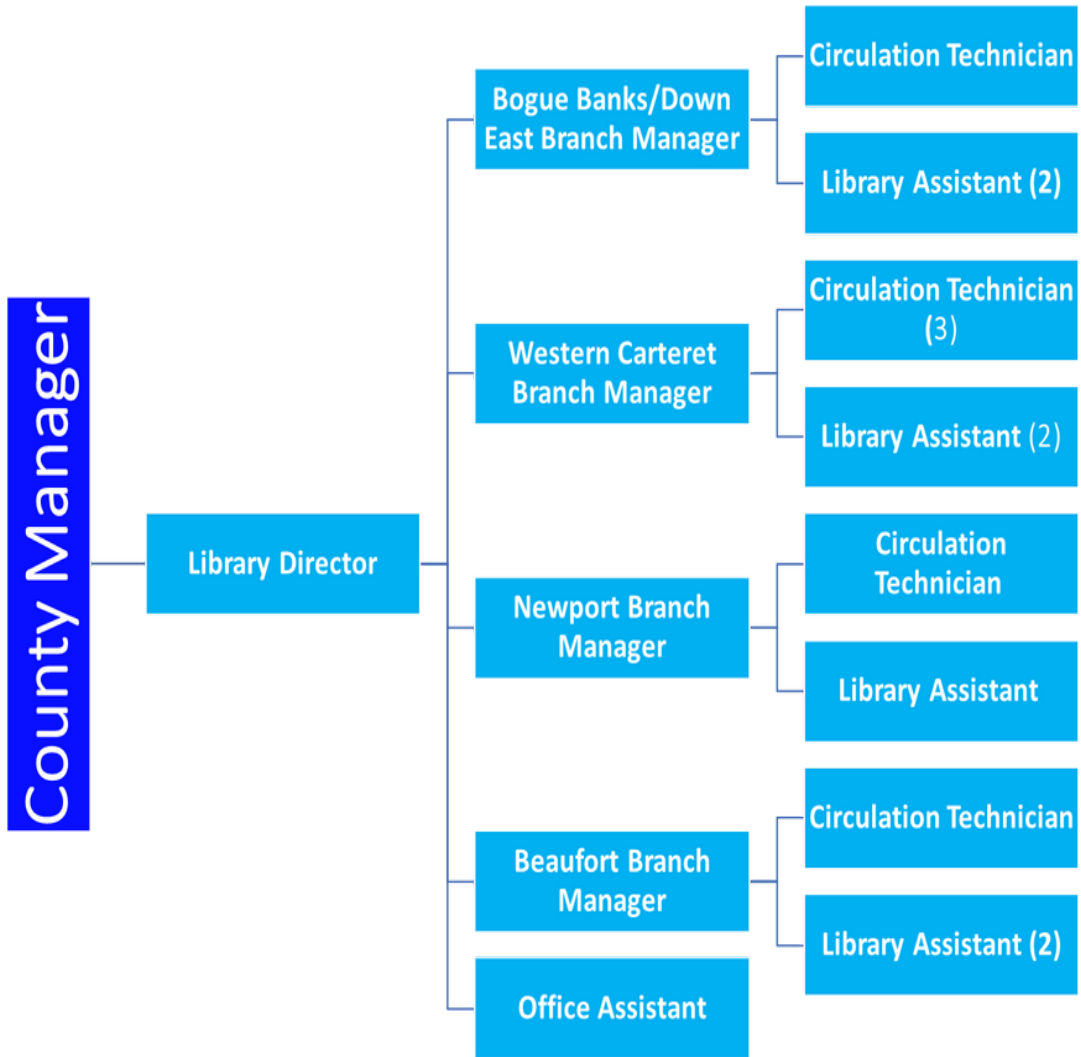 County Manager
Library Director
Bogue Banks/Down
East Branch Manager
Circulation Technician
Library Assistant (2)
Western Carteret
Branch Manager
Circulation Technician
(3)
Library Assistant (2)
Newport Branch
Manager
Circulation
Technician
Library Assistant
Beaufort Branch
Manager
Circulation Technician
Library Assistant (2)
Office Assistant